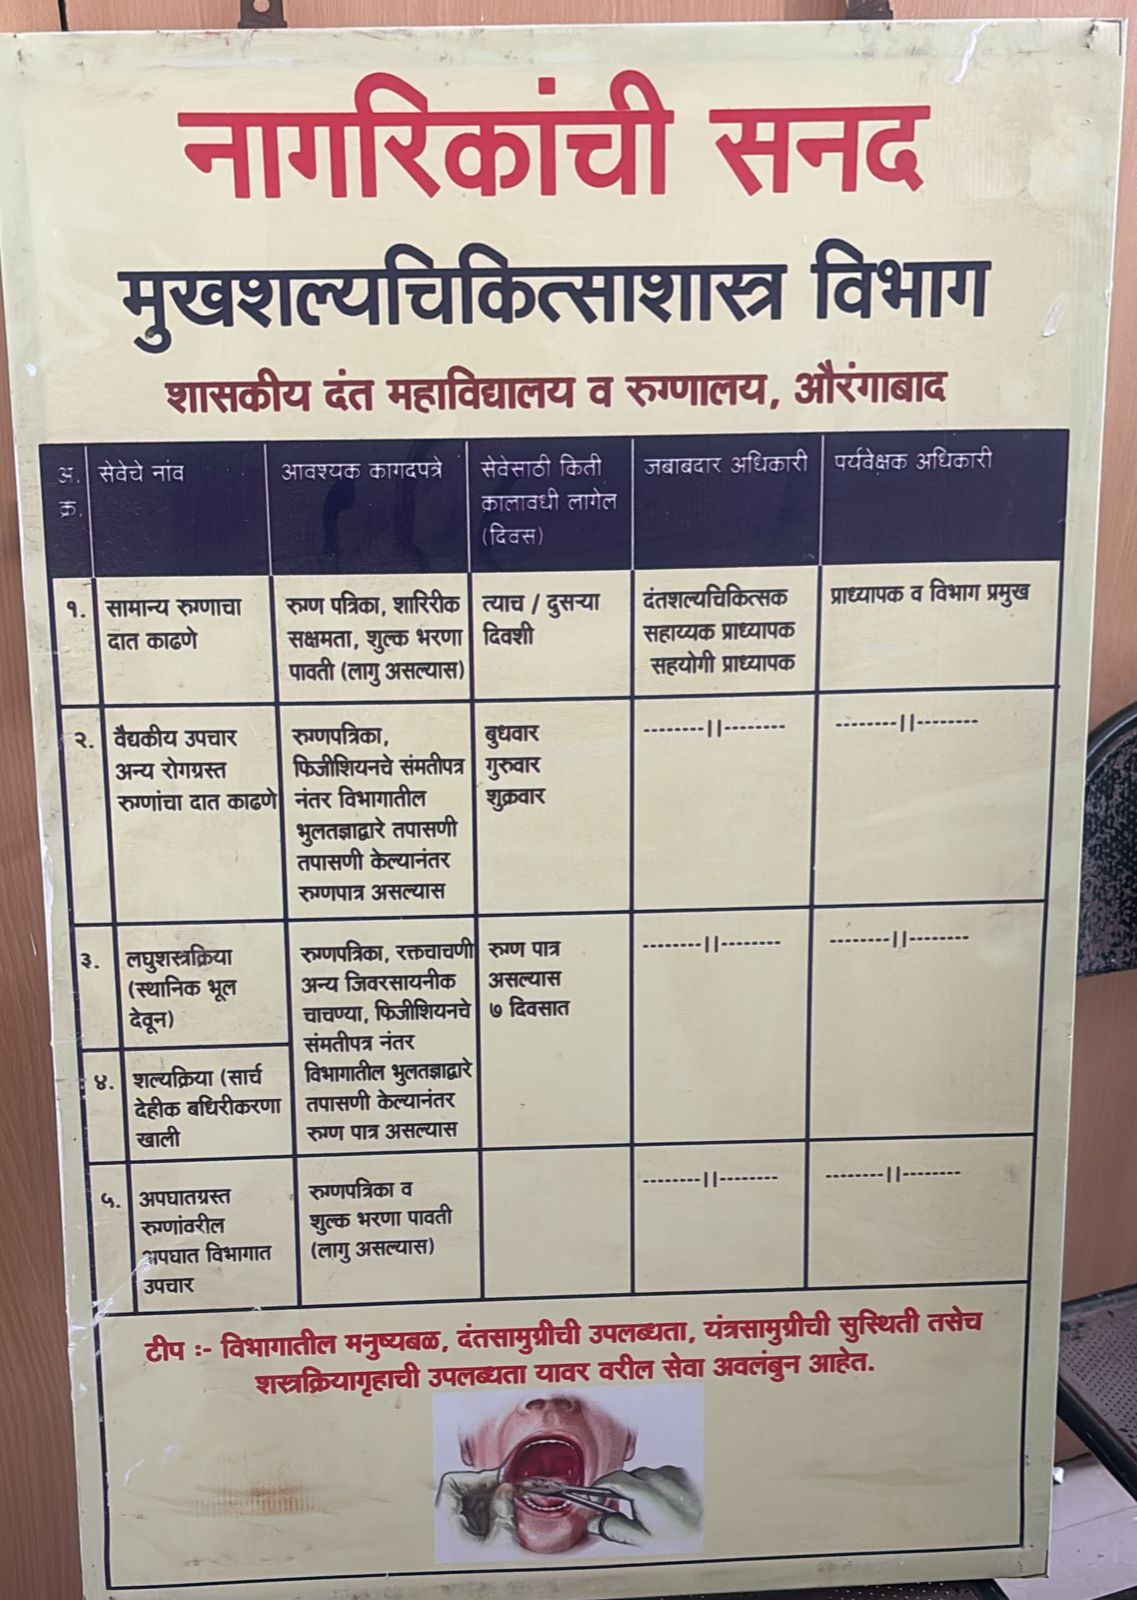 नागरिकांची सनद
मुखशल्यचिकित्साशास्त्र विभाग
शासकीय दंत महाविद्यालय व रुग्णालय, औरंगाबाद
अ.
क्र.
सेवेचे नांव
आवश्यक कागदपत्रे
सेवेसाठी किती
कालावधी लागेल
(दिवस)
जबाबदार अधिकारी
पर्यवेक्षक अधिकारी
१.
सामान्य रुग्णाचा
दात काढणे
रुग्ण पत्रिका, शारिरीक
सक्षमता, शुल्क भरणा
पावती (लागु असल्यास)
त्याच / दुसऱ्या
दिवशी
दंतशल्यचिकित्सक
सहाय्यक प्राध्यापक
सहयोगी प्राध्यापक
प्राध्यापक व विभाग प्रमुख
२.
वैद्यकीय उपचार
अन्य रोगग्रस्त
रुग्णांचा दात काढणे
रुग्णपत्रिका,
फिजीशियनचे संमतीपत्र
नंतर विभागातील
भुलतज्ञाद्वारे तपासणी
तपासणी केल्यानंतर
रुग्णपात्र असल्यास
बुधवार
गुरुवार
शुक्रवार
--------||--------
--------||--------
३.
लघुशस्त्रक्रिया
(स्थानिक भूल
देवून)
रुग्णपत्रिका, रक्तचाचणी
अन्य जिवरसायनीक
चाचण्या, फिजीशियनचे
संमतीपत्र नंतर
विभागातील भुलतज्ञाद्वारे
तपासणी केल्यानंतर
रुग्ण पात्र असल्यास
रुग्ण पात्र
असल्यास
७ दिवसात
--------||--------
--------||--------
४.
शल्यक्रिया (सार्च
देहीक बधिरीकरणा
खाली
५.
अपघातग्रस्त
रुग्णांवरील
अपघात विभागात
उपचार
रुग्णपत्रिका व
शुल्क भरणा पावती
(लागु असल्यास)
--------||--------
--------||--------
टीप :- विभागातील मनुष्यबळ, दंतसामुग्रीची उपलब्धता, यंत्रसामुग्रीची सुस्थिती तसेच
शस्त्रक्रियागृहाची उपलब्धता यावर वरील सेवा अवलंबुन आहेत.